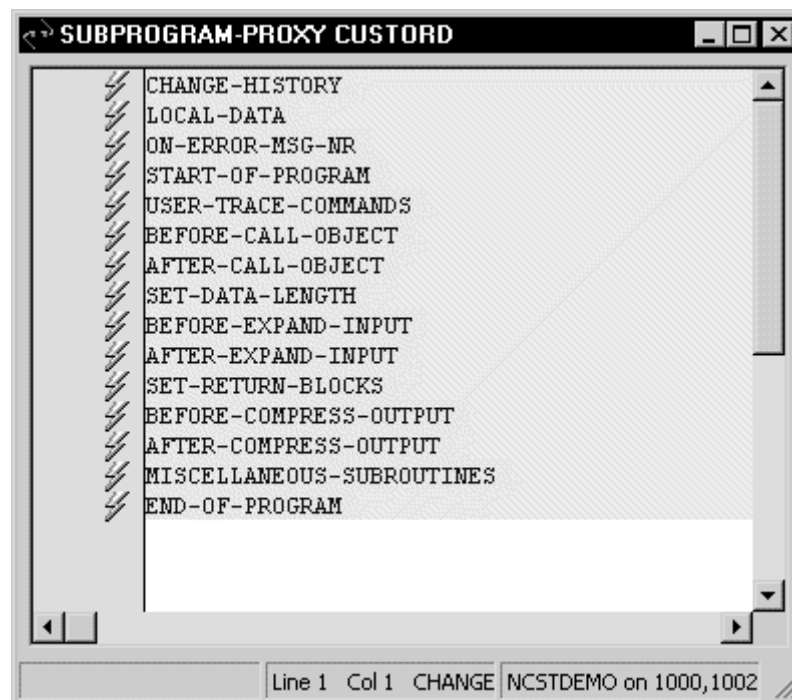 SUBPROGRAM-PROXY CUSTORD
CHANGE-HISTORY
LOCAL-DATA
ON-ERROR-MSG-NR
START-OF-PROGRAM
USER-TRACE-COMMANDS
BEFORE-CALL-OBJECT
AFTER-CALL-OBJECT
SET-DATA-LENGTH
BEFORE-EXPAND-INPUT
AFTER-EXPAND-INPUT
SET-RETURN-BLOCKS
BEFORE-COMPRESS-OUTPUT
AFTER-COMPRESS-OUTPUT
MISCELLANEOUS-SUBROUTINES
END-OF-PROGRAM
Line 1 Col 1 CHANGE NCSTDEMO on 1000,1002